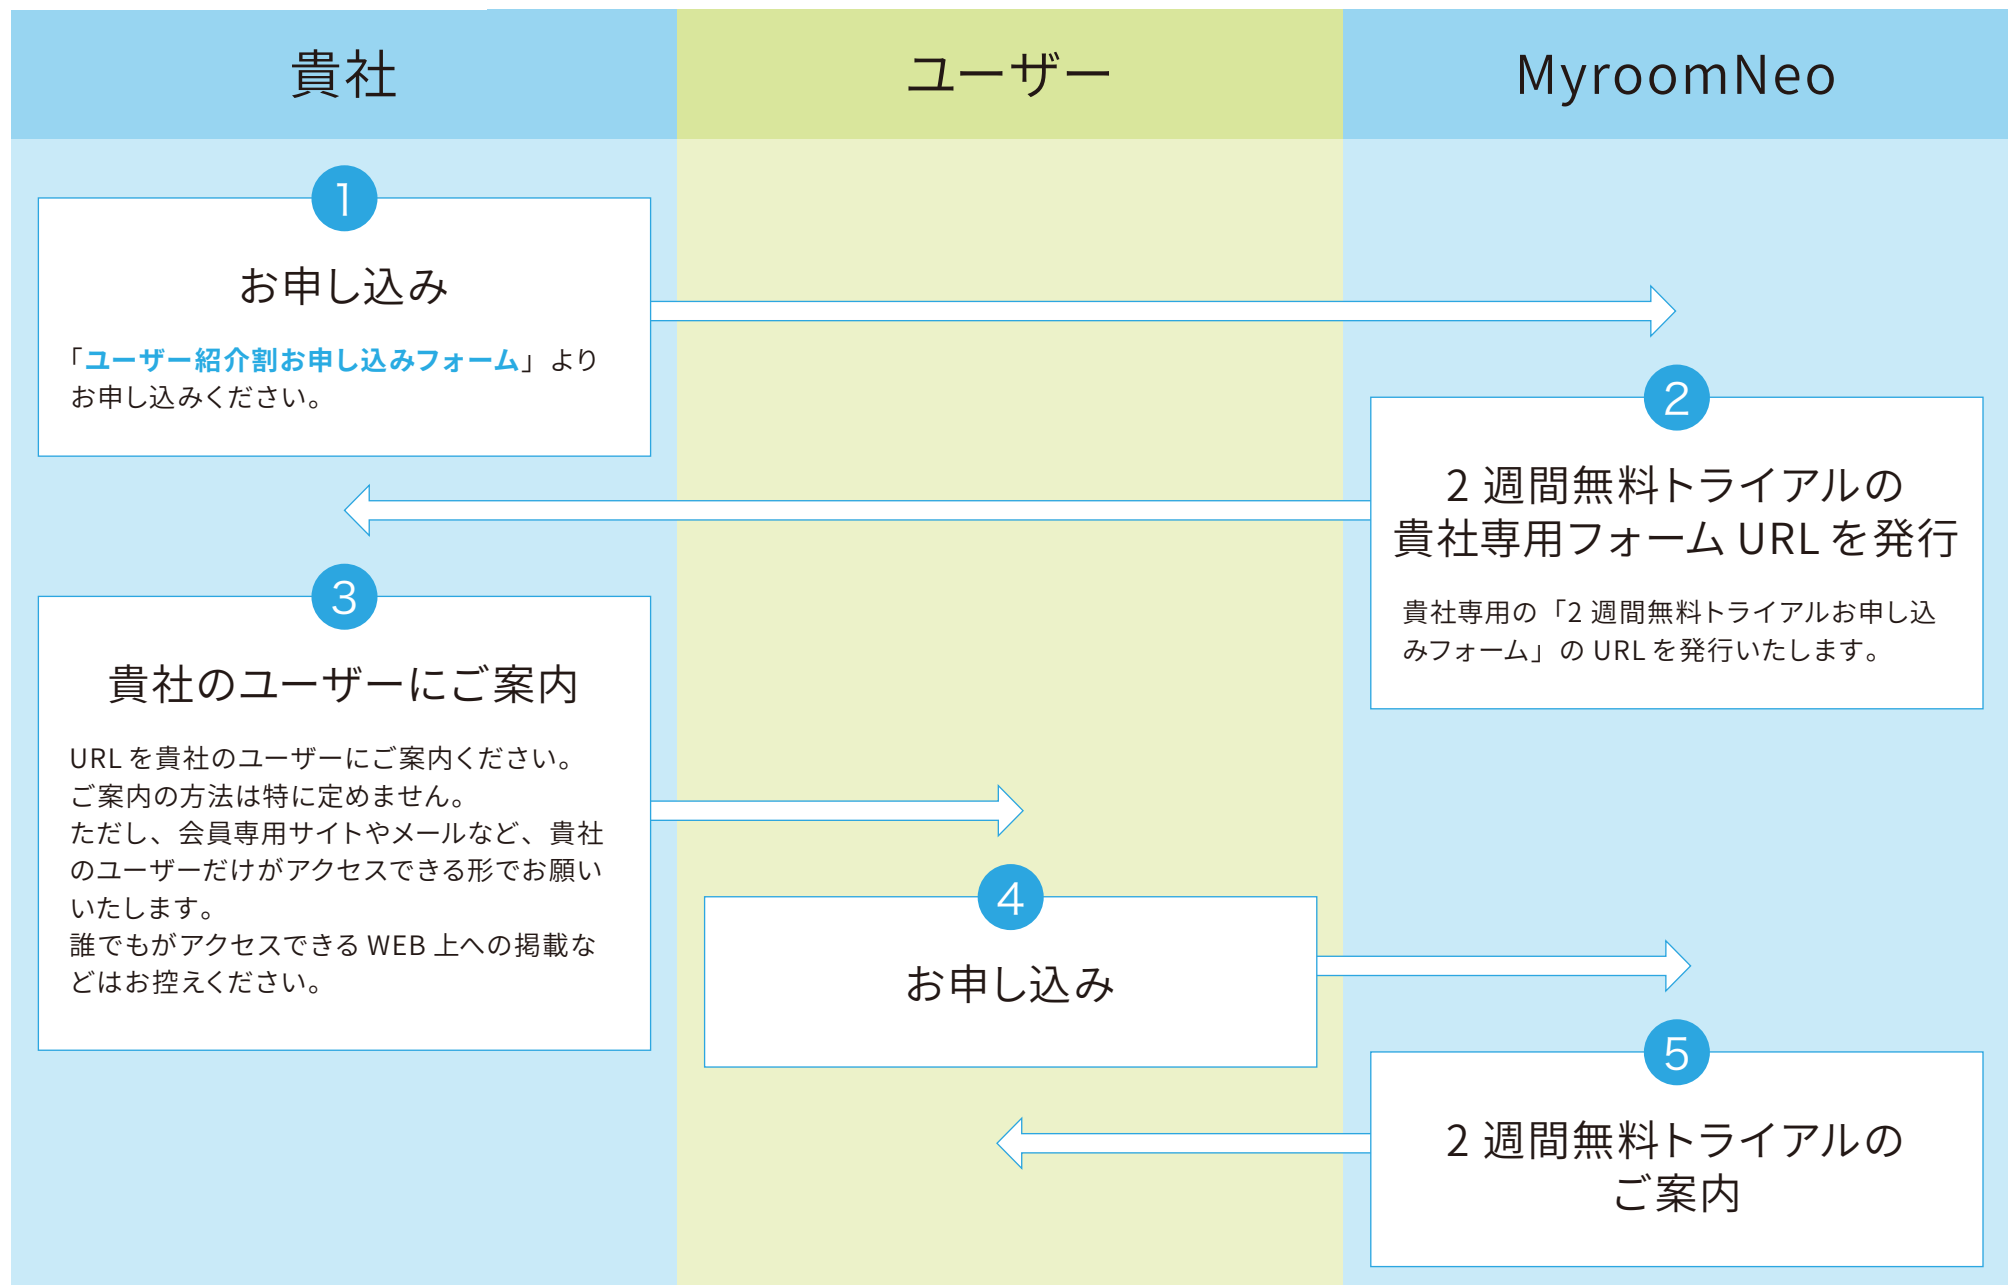 貴社
ユーザー
MyroomNeo
1
お申し込み
「ユーザー紹介割お申し込みフォーム」より
お申し込みください。
2
2 週間無料トライアルの
貴社専用フォーム URL を発行
貴社専用の「2 週間無料トライアルお申し込
みフォーム」の URL を発行いたします。
3
貴社のユーザーにご案内
URL を貴社のユーザーにご案内ください。
ご案内の方法は特に定めません。
ただし、会員専用サイトやメールなど、貴社
のユーザーだけがアクセスできる形でお願い
いたします。
誰でもがアクセスできる WEB 上への掲載な
どはお控えください。
4
お申し込み
5
2 週間無料トライアルの
ご案内